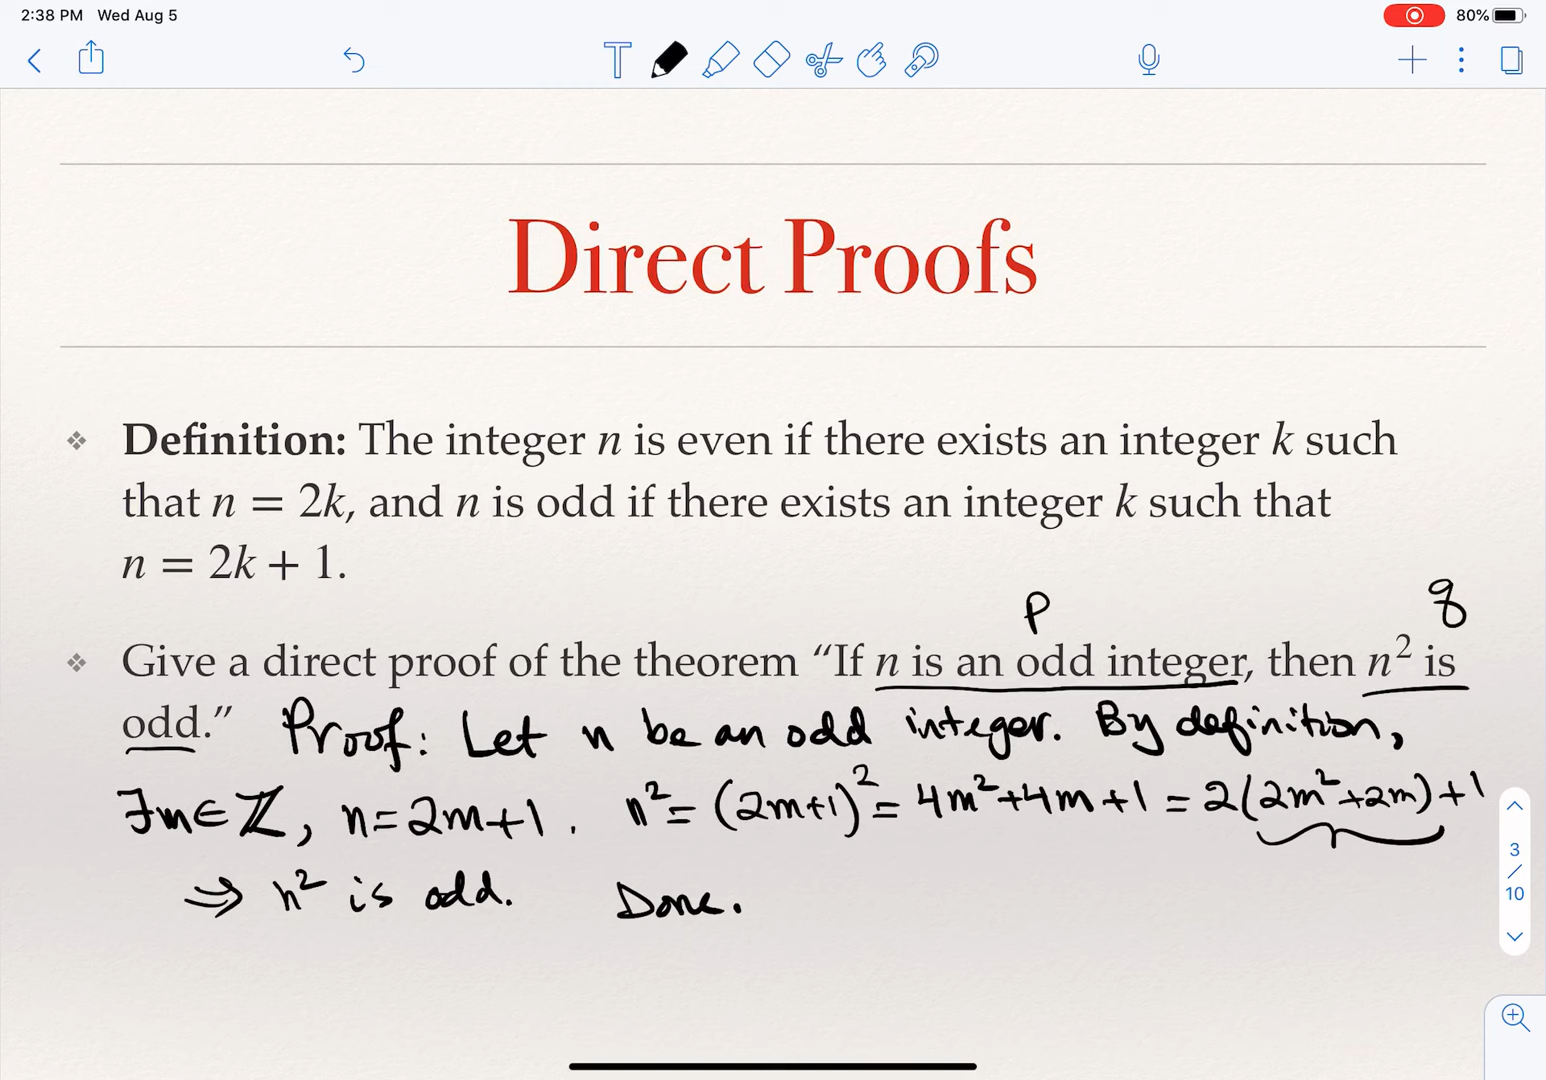 2:38 PM Wed Aug 5
80%
T
Direct Proofs
❖ Definition: The integer n is even if there exists an integer k such
that n = 2k, and n is odd if there exists an integer k such that
n = 2k + 1.
p q
❖ Give a direct proof of the theorem “If n is an odd integer, then n² is
odd.” Proof: Let n be an odd integer. By definition,
∃m∈ℤ, n=2m+1. n²=(2m+1)²=4m²+4m+1=2(2m²+2m)+1
⇒ n² is odd. Done.
3
/
10